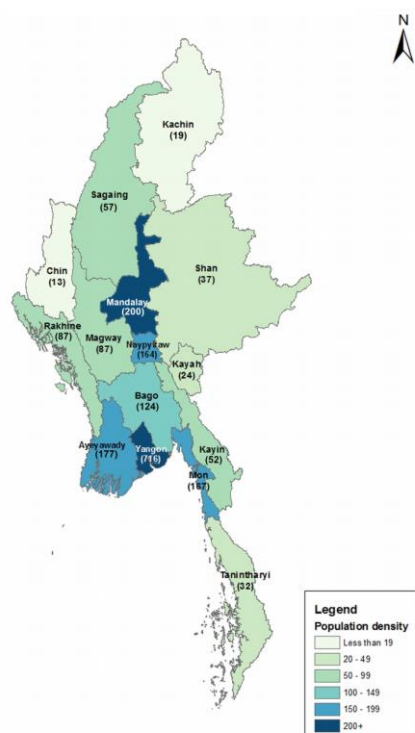 N
Kachin
(19)
Sagaing
(57)
Chin
(13)
Shan
(37)
Mandalay
(200)
Rakhine
(87)
Magway
(87)
Naypyitaw
(164)
Kayah
(24)
Bago
(124)
Ayeyawady
(177)
Yangon
(716)
Kayin
(52)
Mon
(167)
Tanintharyi
(32)
Legend
Population density
Less than 19
20 - 49
50 - 99
100 - 149
150 - 199
200+